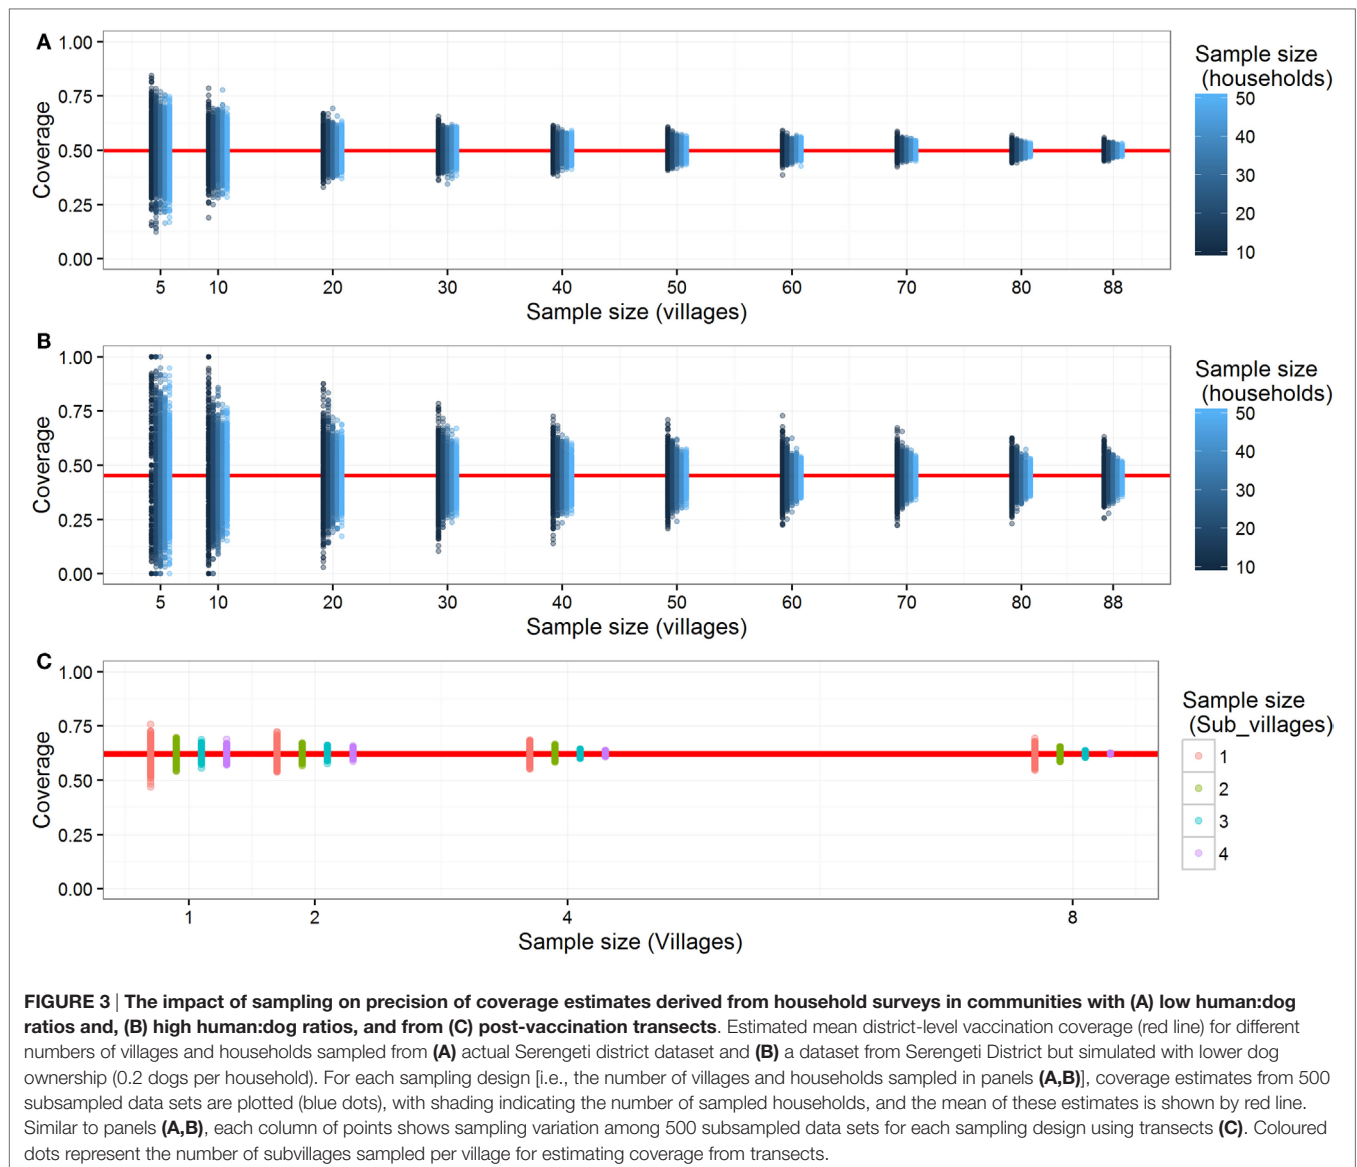 A
1.00
0.75
0.50
0.25
0.00
Coverage
5 10 20 30 40 50 60 70 80 88
Sample size (villages)
Sample size
(households)
50
40
30
20
10
B
1.00
0.75
0.50
0.25
0.00
Coverage
5 10 20 30 40 50 60 70 80 88
Sample size (villages)
Sample size
(households)
50
40
30
20
10
C
1.00
0.75
0.50
0.25
0.00
Coverage
1 2 4 8
Sample size (Villages)
Sample size
(Sub_villages)
1
2
3
4
FIGURE 3 | The impact of sampling on precision of coverage estimates derived from household surveys in communities with (A) low human:dog
ratios and, (B) high human:dog ratios, and from (C) post-vaccination transects. Estimated mean district-level vaccination coverage (red line) for different
numbers of villages and households sampled from (A) actual Serengeti district dataset and (B) a dataset from Serengeti District but simulated with lower dog
ownership (0.2 dogs per household). For each sampling design [i.e., the number of villages and households sampled in panels (A,B)], coverage estimates from 500
subsampled data sets are plotted (blue dots), with shading indicating the number of sampled households, and the mean of these estimates is shown by red line.
Similar to panels (A,B), each column of points shows sampling variation among 500 subsampled data sets for each sampling design using transects (C). Coloured
dots represent the number of subvillages sampled per village for estimating coverage from transects.